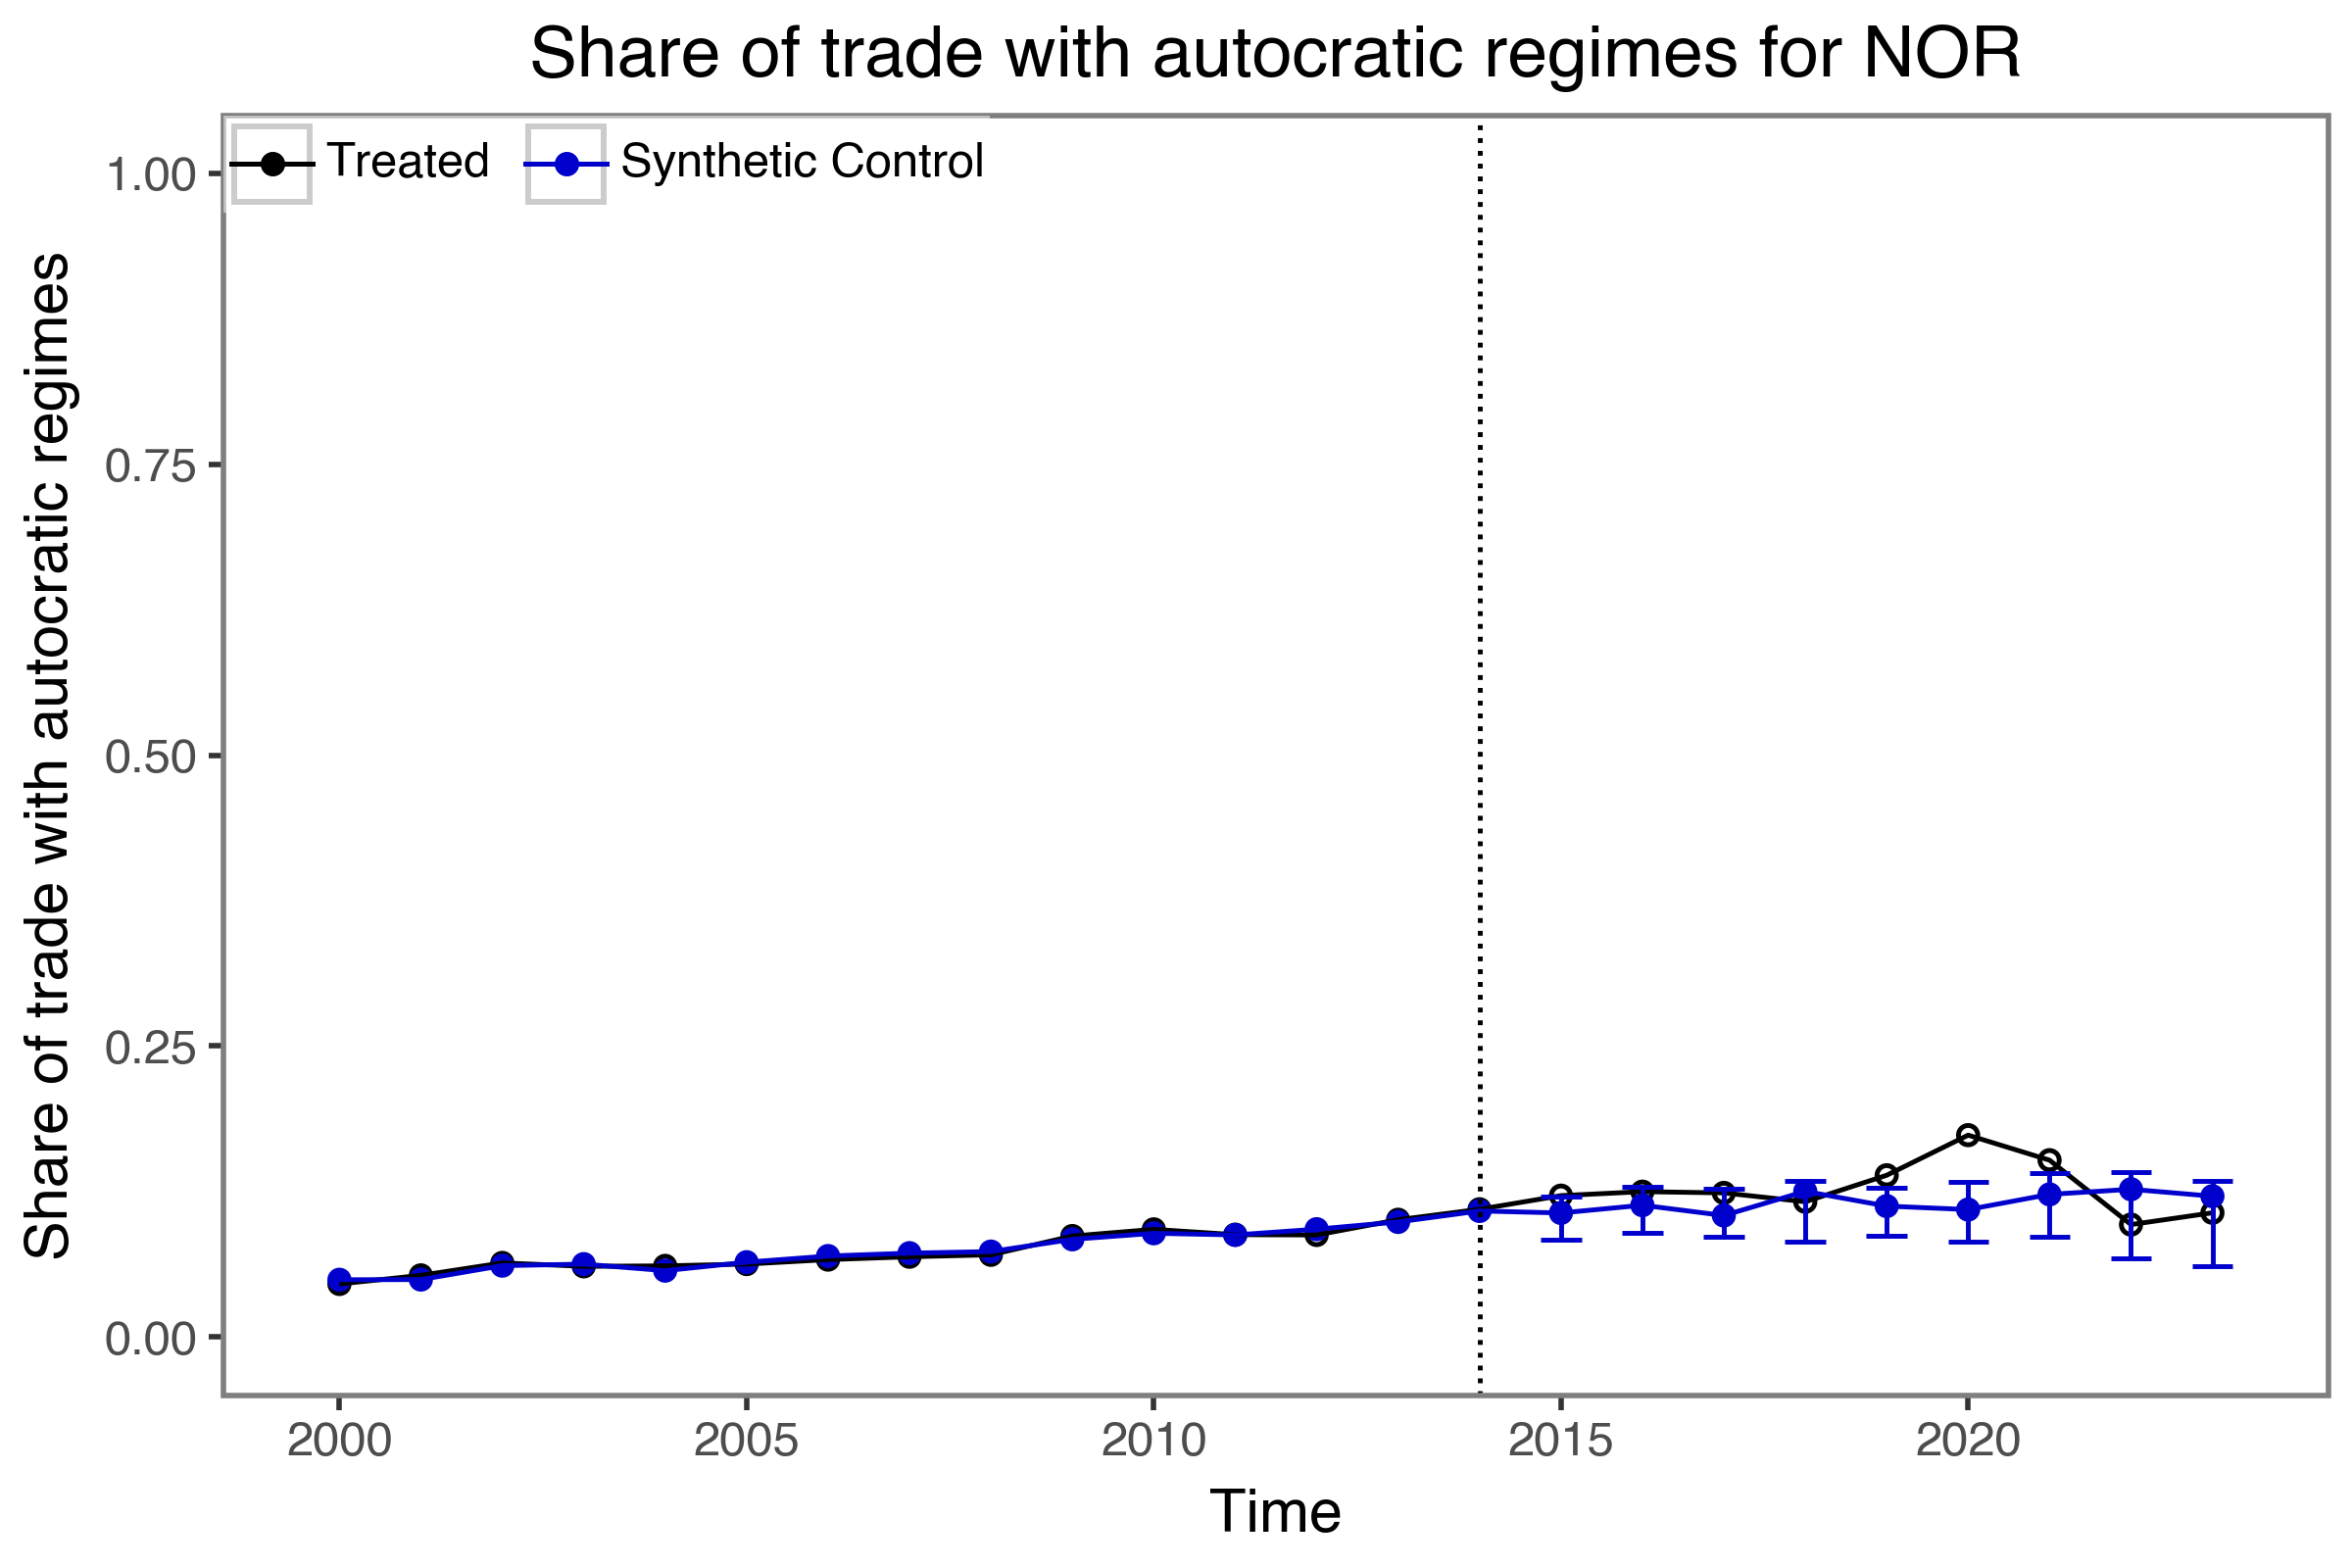 Share of trade with autocratic regimes for NOR
Treated
Synthetic Control
Share of trade with autocratic regimes
1.00
0.75
0.50
0.25
0.00
2000
2005
2010
2015
2020
Time